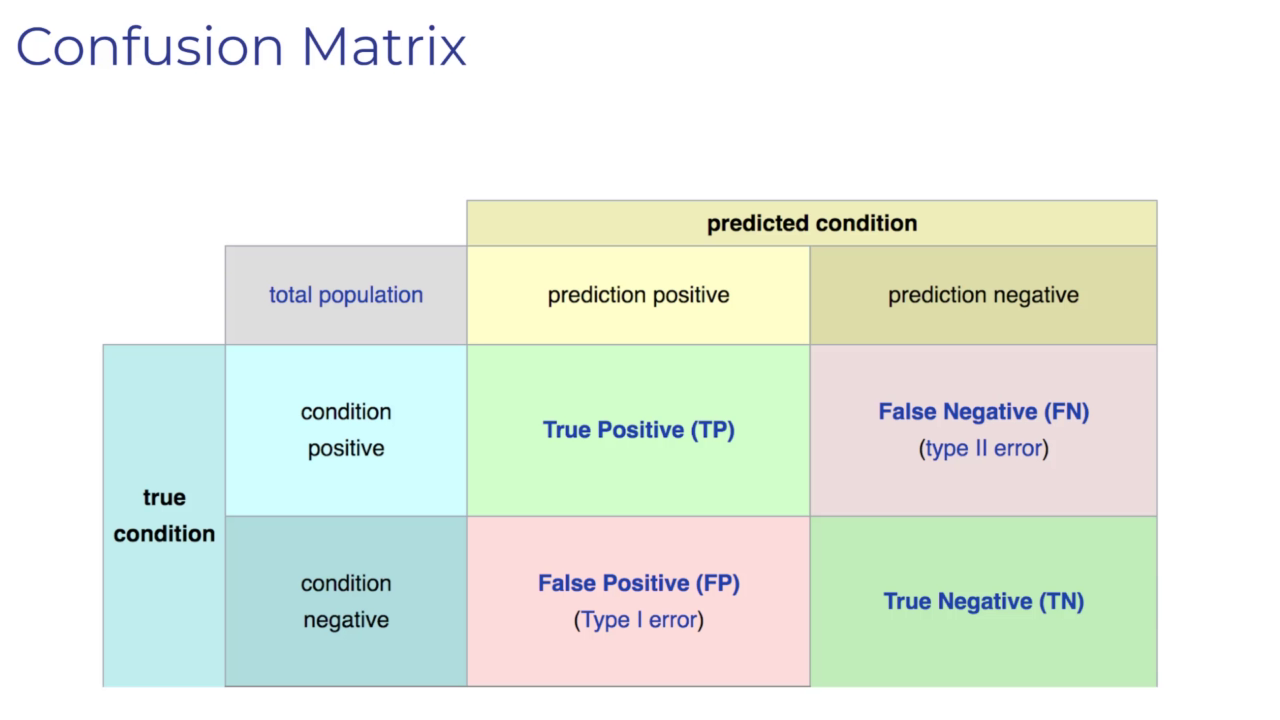 Confusion Matrix
predicted condition
total population
prediction positive
prediction negative
true
condition
condition
positive
True Positive (TP)
False Negative (FN)
(type II error)
condition
negative
False Positive (FP)
(Type I error)
True Negative (TN)